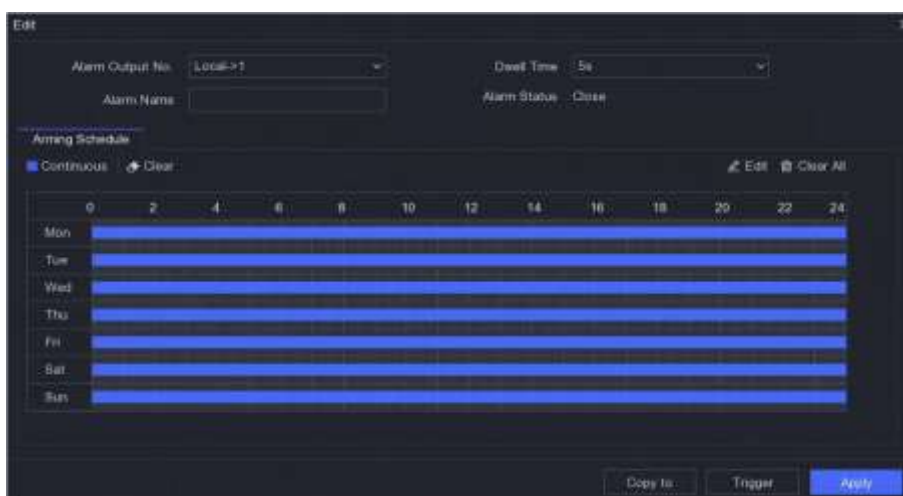 Edit
Alarm Output No. Local->1 Dwell Time 5s
Alarm Name Alarm Status Close
Arming Schedule
Continuous Clear Edit Clear All
0 2 4 6 8 10 12 14 16 18 20 22 24
Mon
Tue
Wed
Thu
Fri
Sat
Sun
Copy to Trigger Apply